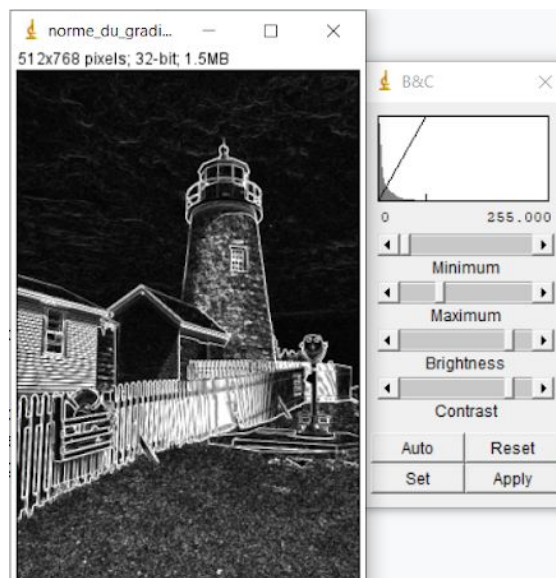 norme_du_gradi...
512x768 pixels; 32-bit; 1.5MB
B&C
0 255.000
Minimum
Maximum
Brightness
Contrast
Auto Reset
Set Apply